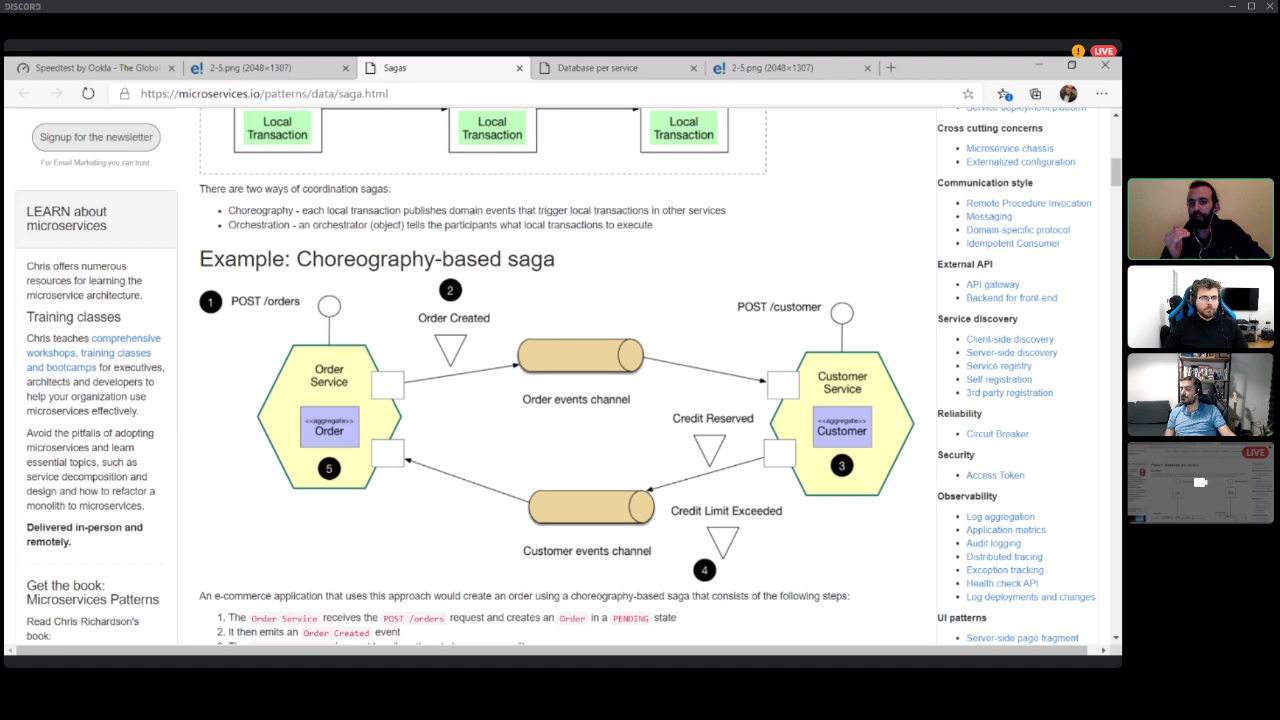 DISCORD
LIVE
Speedtest by Ookla - The Global
2-5.png (2048×1307)
Sagas
Database per service
2-5.png (2048×1307)
https://microservices.io/patterns/data/saga.html
Signup for the newsletter
For Email Marketing you can trust.
LEARN about
microservices
Chris offers numerous
resources for learning the
microservice architecture.
Training classes
Chris teaches comprehensive
workshops, training classes
and bootcamps for executives,
architects and developers to
help your organization use
microservices effectively.
Avoid the pitfalls of adopting
microservices and learn
essential topics, such as
service decomposition and
design and how to refactor a
monolith to microservices.
Delivered in-person and
remotely.
Get the book:
Microservices Patterns
Read Chris Richardson's
book:
Local
Transaction
Local
Transaction
Local
Transaction
There are two ways of coordination sagas:
Choreography - each local transaction publishes domain events that trigger local transactions in other services
Orchestration - an orchestrator (object) tells the participants what local transactions to execute
Example: Choreography-based saga
1 POST /orders
2
Order Created
POST /customer
Order
Service
<<aggregate>>
Order
5
Order events channel
Customer
Service
<<aggregate>>
Customer
3
Credit Reserved
Credit Limit Exceeded
4
Customer events channel
An e-commerce application that uses this approach would create an order using a choreography-based saga that consists of the following steps:
1. The Order Service receives the POST /orders request and creates an Order in a PENDING state
2. It then emits an Order Created event
Service deployment platform
Cross cutting concerns
Microservice chassis
Externalized configuration
Communication style
Remote Procedure Invocation
Messaging
Domain-specific protocol
Idempotent Consumer
External API
API gateway
Backend for front-end
Service discovery
Client-side discovery
Server-side discovery
Service registry
Self registration
3rd party registration
Reliability
Circuit Breaker
Security
Access Token
Observability
Log aggregation
Application metrics
Audit logging
Distributed tracing
Exception tracking
Health check API
Log deployments and changes
UI patterns
Server-side page fragment
LIVE